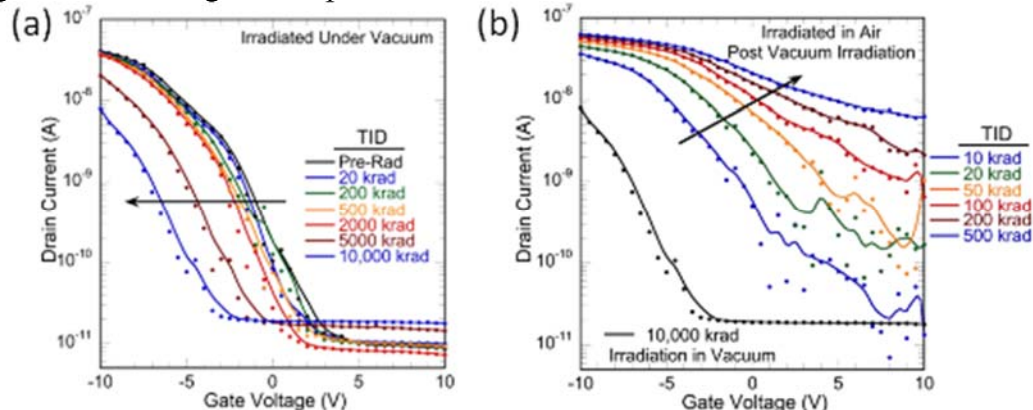 (a)
Irradiated Under Vacuum
10-7
10-8
10-9
10-10
10-11
Drain Current (A)
TID
Pre-Rad
20 krad
200 krad
500 krad
2000 krad
5000 krad
10,000 krad
-10 -5 0 5 10
Gate Voltage (V)
(b)
Irradiated in Air
Post Vacuum Irradiation
10-7
10-8
10-9
10-10
10-11
Drain Current (A)
TID
10 krad
20 krad
50 krad
100 krad
200 krad
500 krad
10,000 krad
Irradiation in Vacuum
-10 -5 0 5 10
Gate Voltage (V)